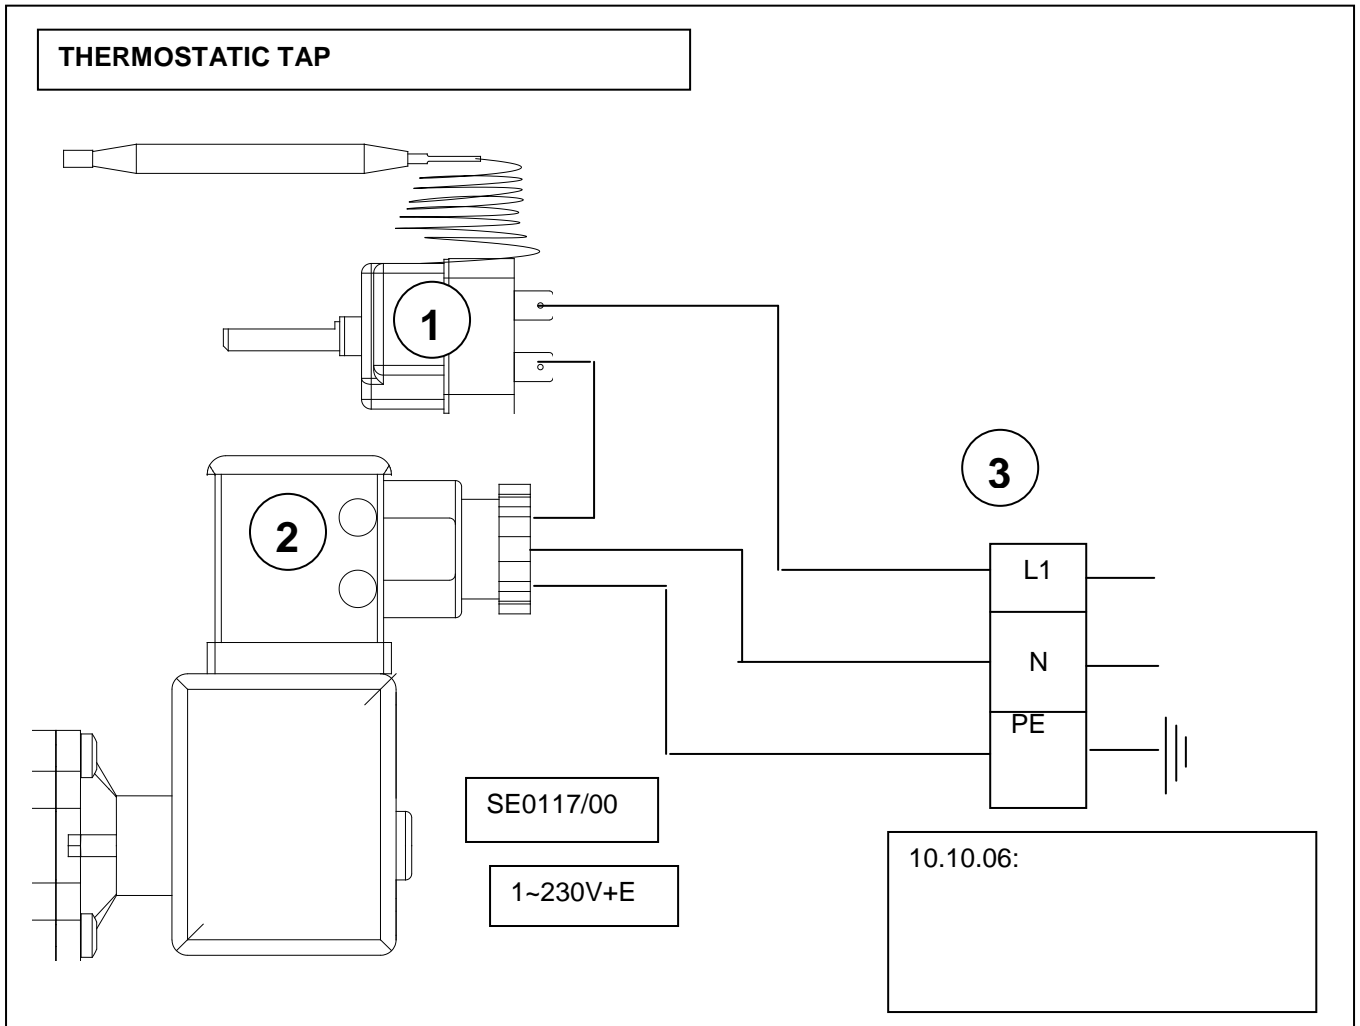 THERMOSTATIC TAP
1
2
3
L1
N
PE
SE0117/00
1~230V+E
10.10.06: